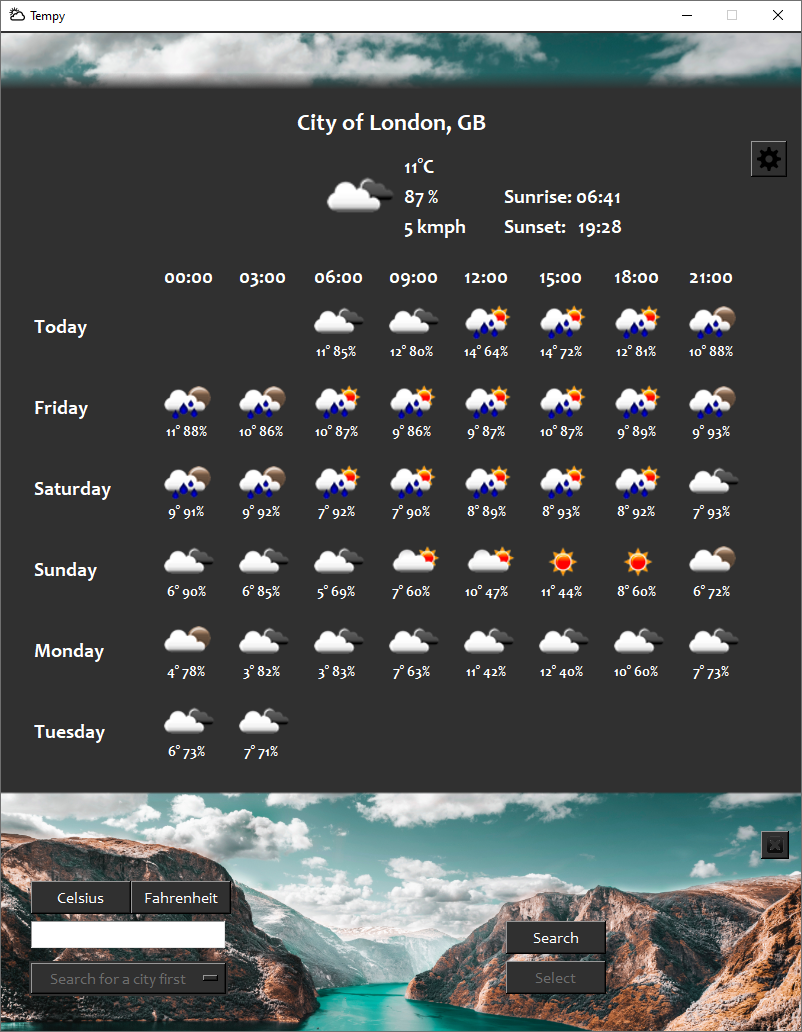 Tempy
City of London, GB
11°C
87 % Sunrise: 06:41
5 kmph Sunset: 19:28
00:00 03:00 06:00 09:00 12:00 15:00 18:00 21:00
Today
11° 85% 12° 80% 14° 64% 14° 72% 12° 81% 10° 88%
Friday
11° 88% 10° 86% 10° 87% 9° 86% 9° 87% 10° 87% 9° 89% 9° 93%
Saturday
9° 91% 9° 92% 7° 92% 7° 90% 8° 89% 8° 93% 8° 92% 7° 93%
Sunday
6° 90% 6° 85% 5° 69% 7° 60% 10° 47% 11° 44% 8° 60% 6° 72%
Monday
4° 78% 3° 82% 3° 83% 7° 63% 11° 42% 12° 40% 10° 60% 7° 73%
Tuesday
6° 73% 7° 71%
Celsius Fahrenheit
Search
Search for a city first Select